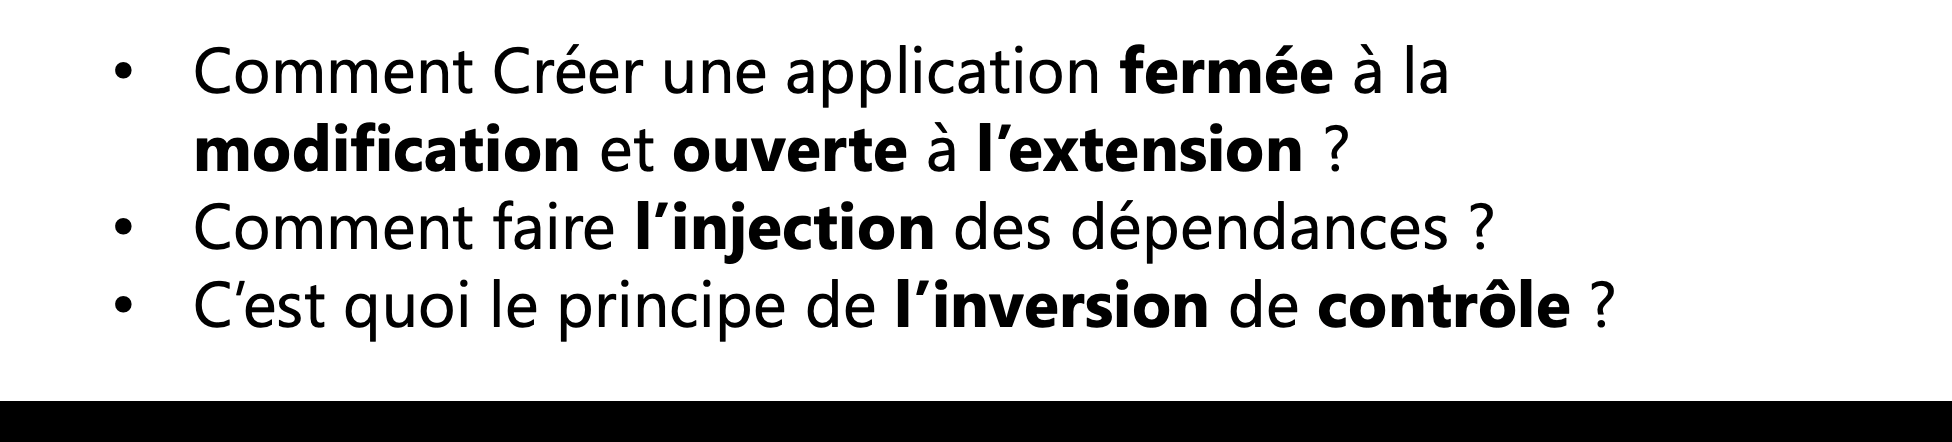 • Comment Créer une application fermée à la
modification et ouverte à l’extension ?
• Comment faire l’injection des dépendances ?
• C’est quoi le principe de l’inversion de contrôle ?